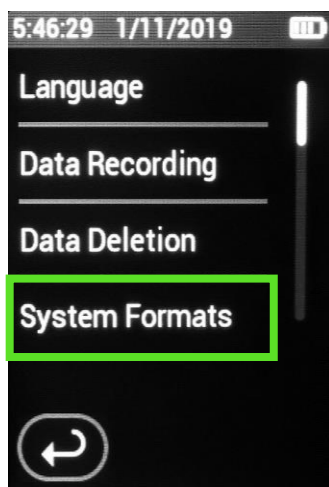 5:46:29 1/11/2019
Language
Data Recording
Data Deletion
System Formats